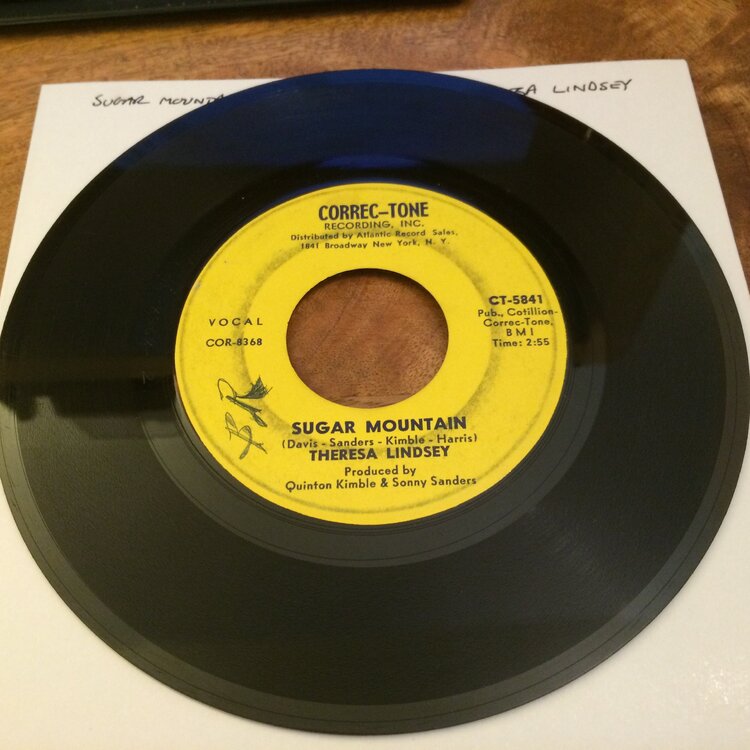 SUGAR MOUNTA
LINDSEY
CORREC-TONE
RECORDING, INC.
Distributed by Atlantic Record Sales,
1841 Broadway New York, N. Y.
VOCAL
COR-8368
CT-5841
Pub., Cotillion-
Correc-Tone,
BMI
Time: 2:55
SUGAR MOUNTAIN
(Davis - Sanders - Kimble - Harris)
THERESA LINDSEY
Produced by
Quinton Kimble & Sonny Sanders